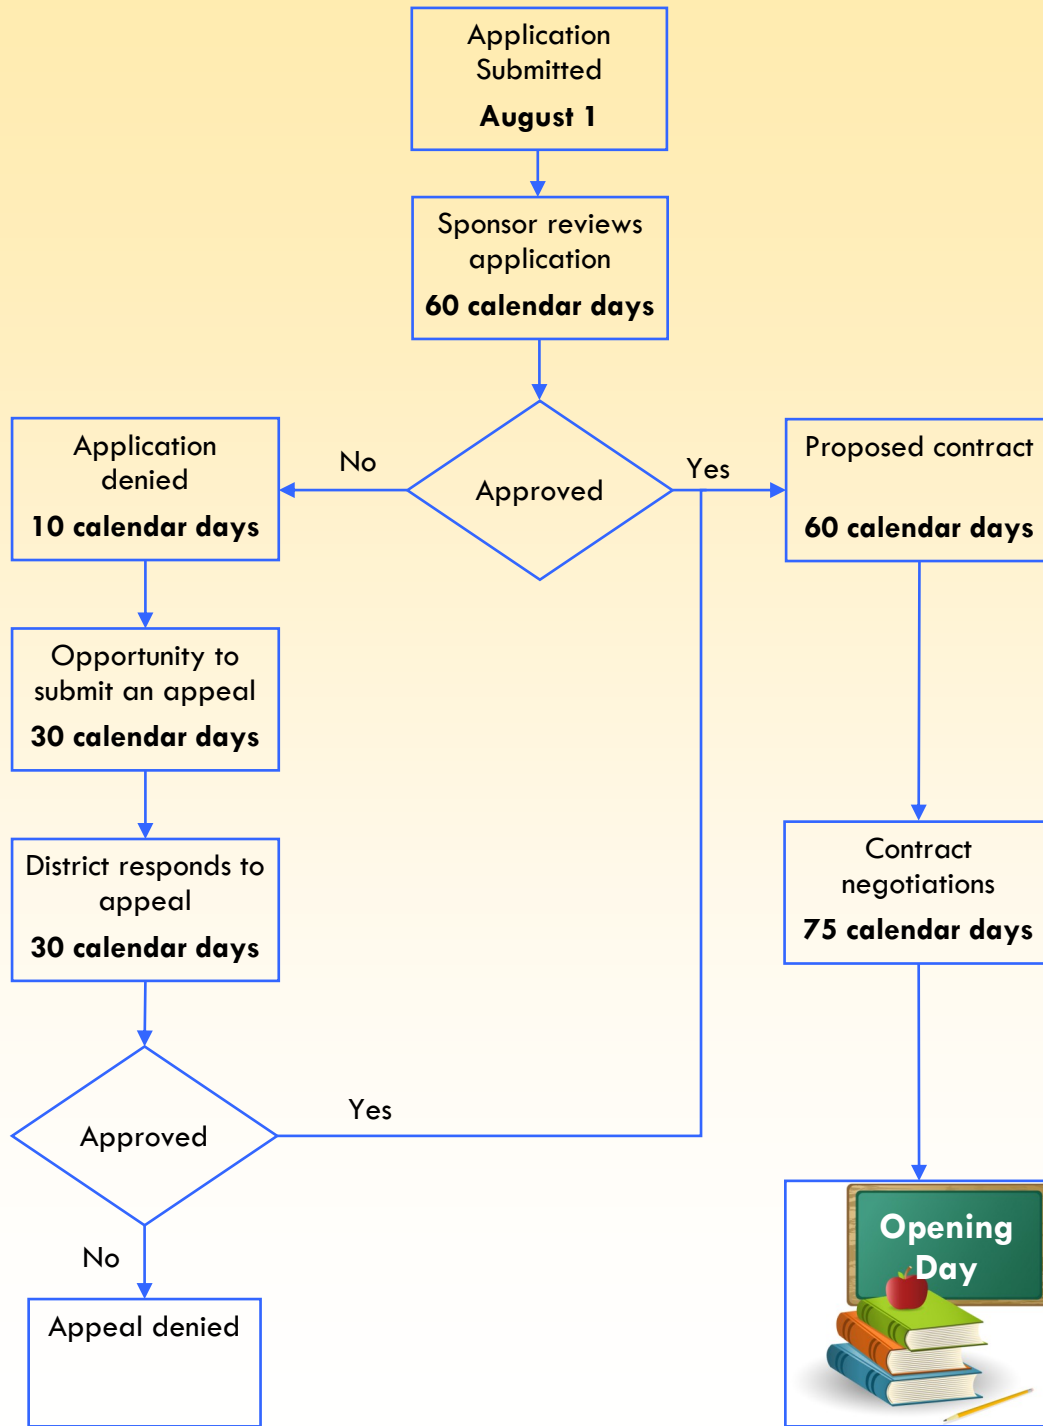 Application
Submitted
August 1
Sponsor reviews
application
60 calendar days
Approved
No
Yes
Application
denied
10 calendar days
Proposed contract
60 calendar days
Opportunity to
submit an appeal
30 calendar days
District responds to
appeal
30 calendar days
Contract
negotiations
75 calendar days
Approved
Yes
No
Appeal denied
Opening
Day